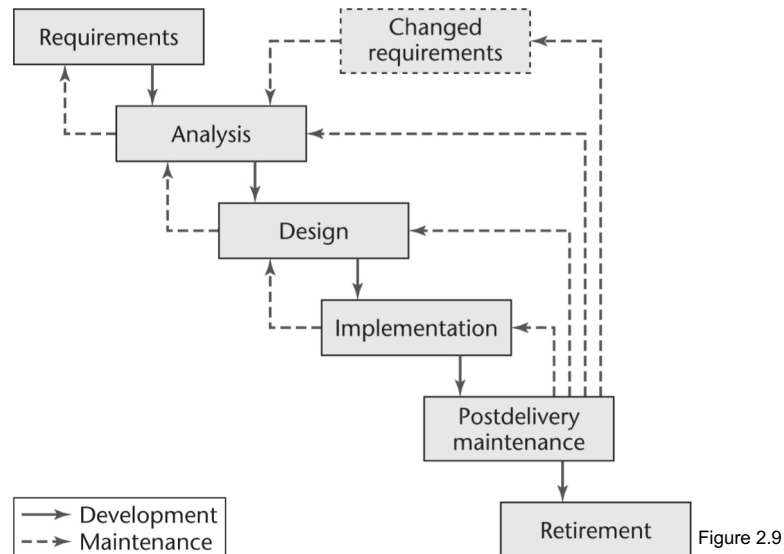 Requirements
Changed
requirements
Analysis
Design
Implementation
Postdelivery
maintenance
Retirement
Development
Maintenance
Figure 2.9